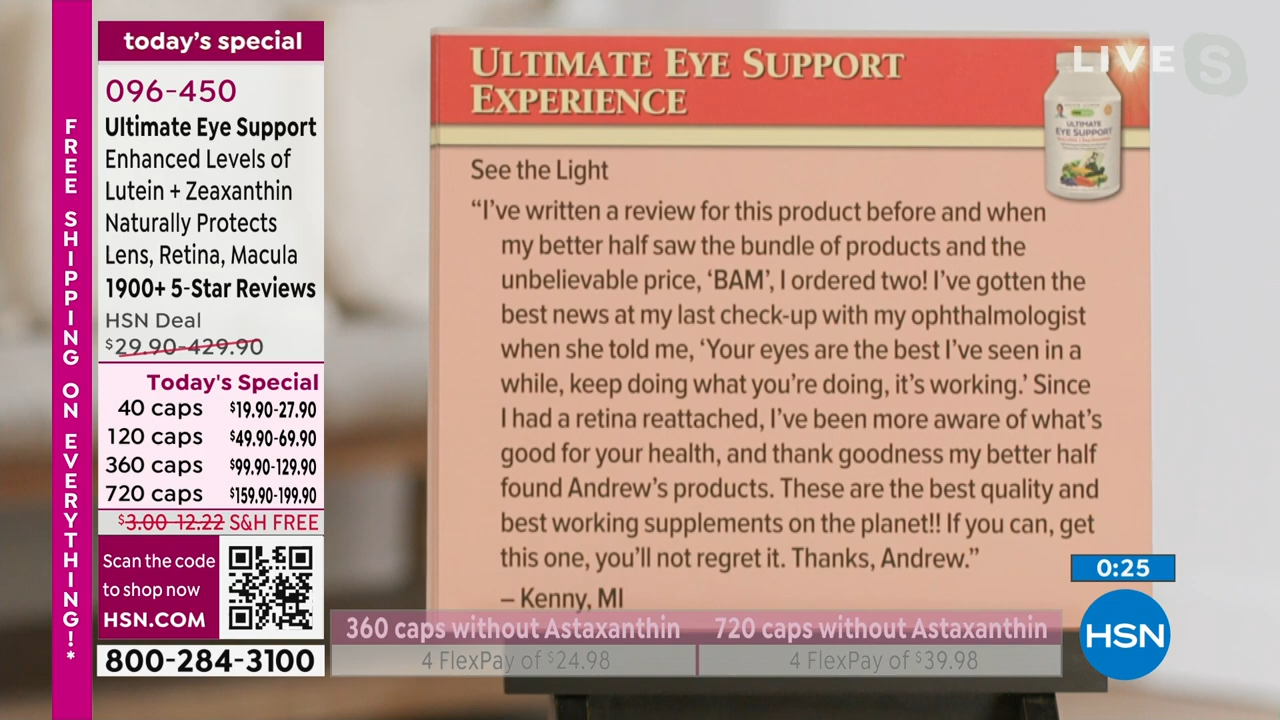 FREE SHIPPING ON EVERYTHING!*
today's special
096-450
Ultimate Eye Support
Enhanced Levels of
Lutein + Zeaxanthin
Naturally Protects
Lens, Retina, Macula
1900+ 5-Star Reviews
HSN Deal
$29.90-429.90
Today's Special
40 caps $19.90-27.90
120 caps $49.90-69.90
360 caps $99.90-129.90
720 caps $159.90-199.90
$3.00-12.22 S&H FREE
Scan the code
to shop now
HSN.COM
800-284-3100
ULTIMATE EYE SUPPORT
EXPERIENCE
LIVE S
ULTIMATE
EYE SUPPORT
See the Light
“I’ve written a review for this product before and when
my better half saw the bundle of products and the
unbelievable price, ‘BAM’, I ordered two! I’ve gotten the
best news at my last check-up with my ophthalmologist
when she told me, ‘Your eyes are the best I’ve seen in a
while, keep doing what you’re doing, it’s working.’ Since
I had a retina reattached, I’ve been more aware of what’s
good for your health, and thank goodness my better half
found Andrew’s products. These are the best quality and
best working supplements on the planet!! If you can, get
this one, you’ll not regret it. Thanks, Andrew.”
– Kenny, MI
0:25
HSN
360 caps without Astaxanthin
4 FlexPay of $24.98
720 caps without Astaxanthin
4 FlexPay of $39.98